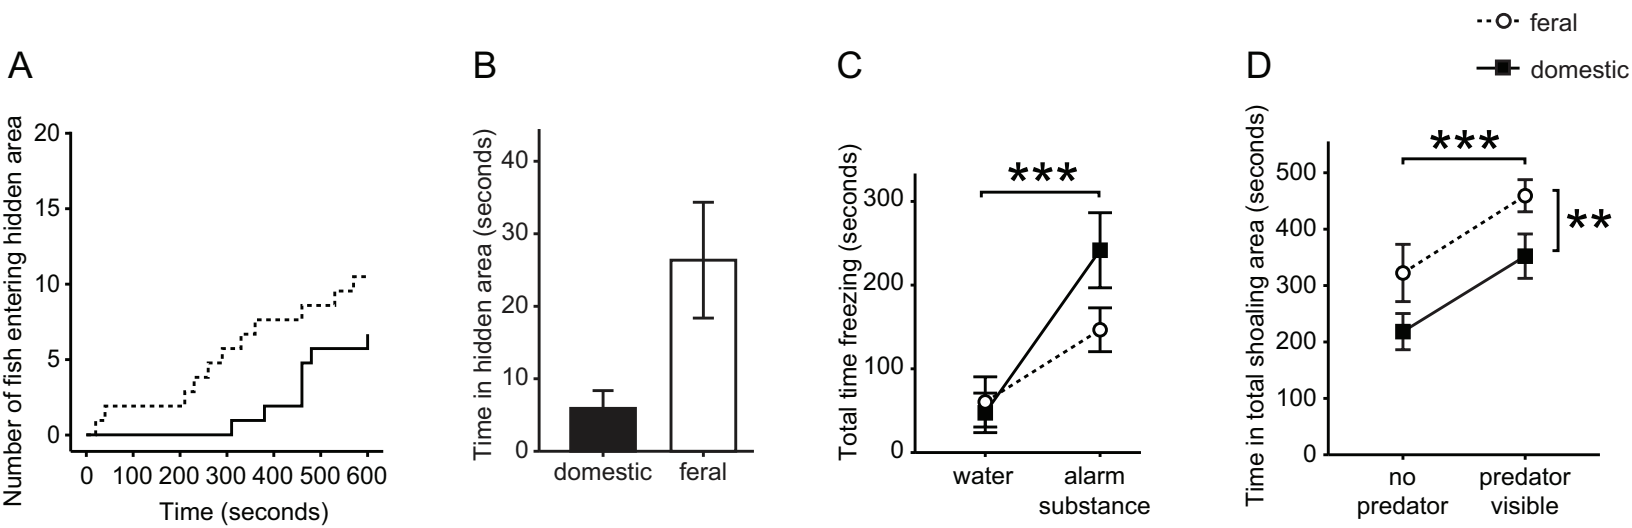 feral
domestic
A
B
C
D
Number of fish entering hidden area
20
15
10
5
0
0 100 200 300 400 500 600
Time (seconds)
Time in hidden area (seconds)
40
30
20
10
0
domestic feral
Total time freezing (seconds)
300
200
100
0
***
water alarm
substance
Time in total shoaling area (seconds)
500
400
300
200
100
0
***
**
no predator
predator visible